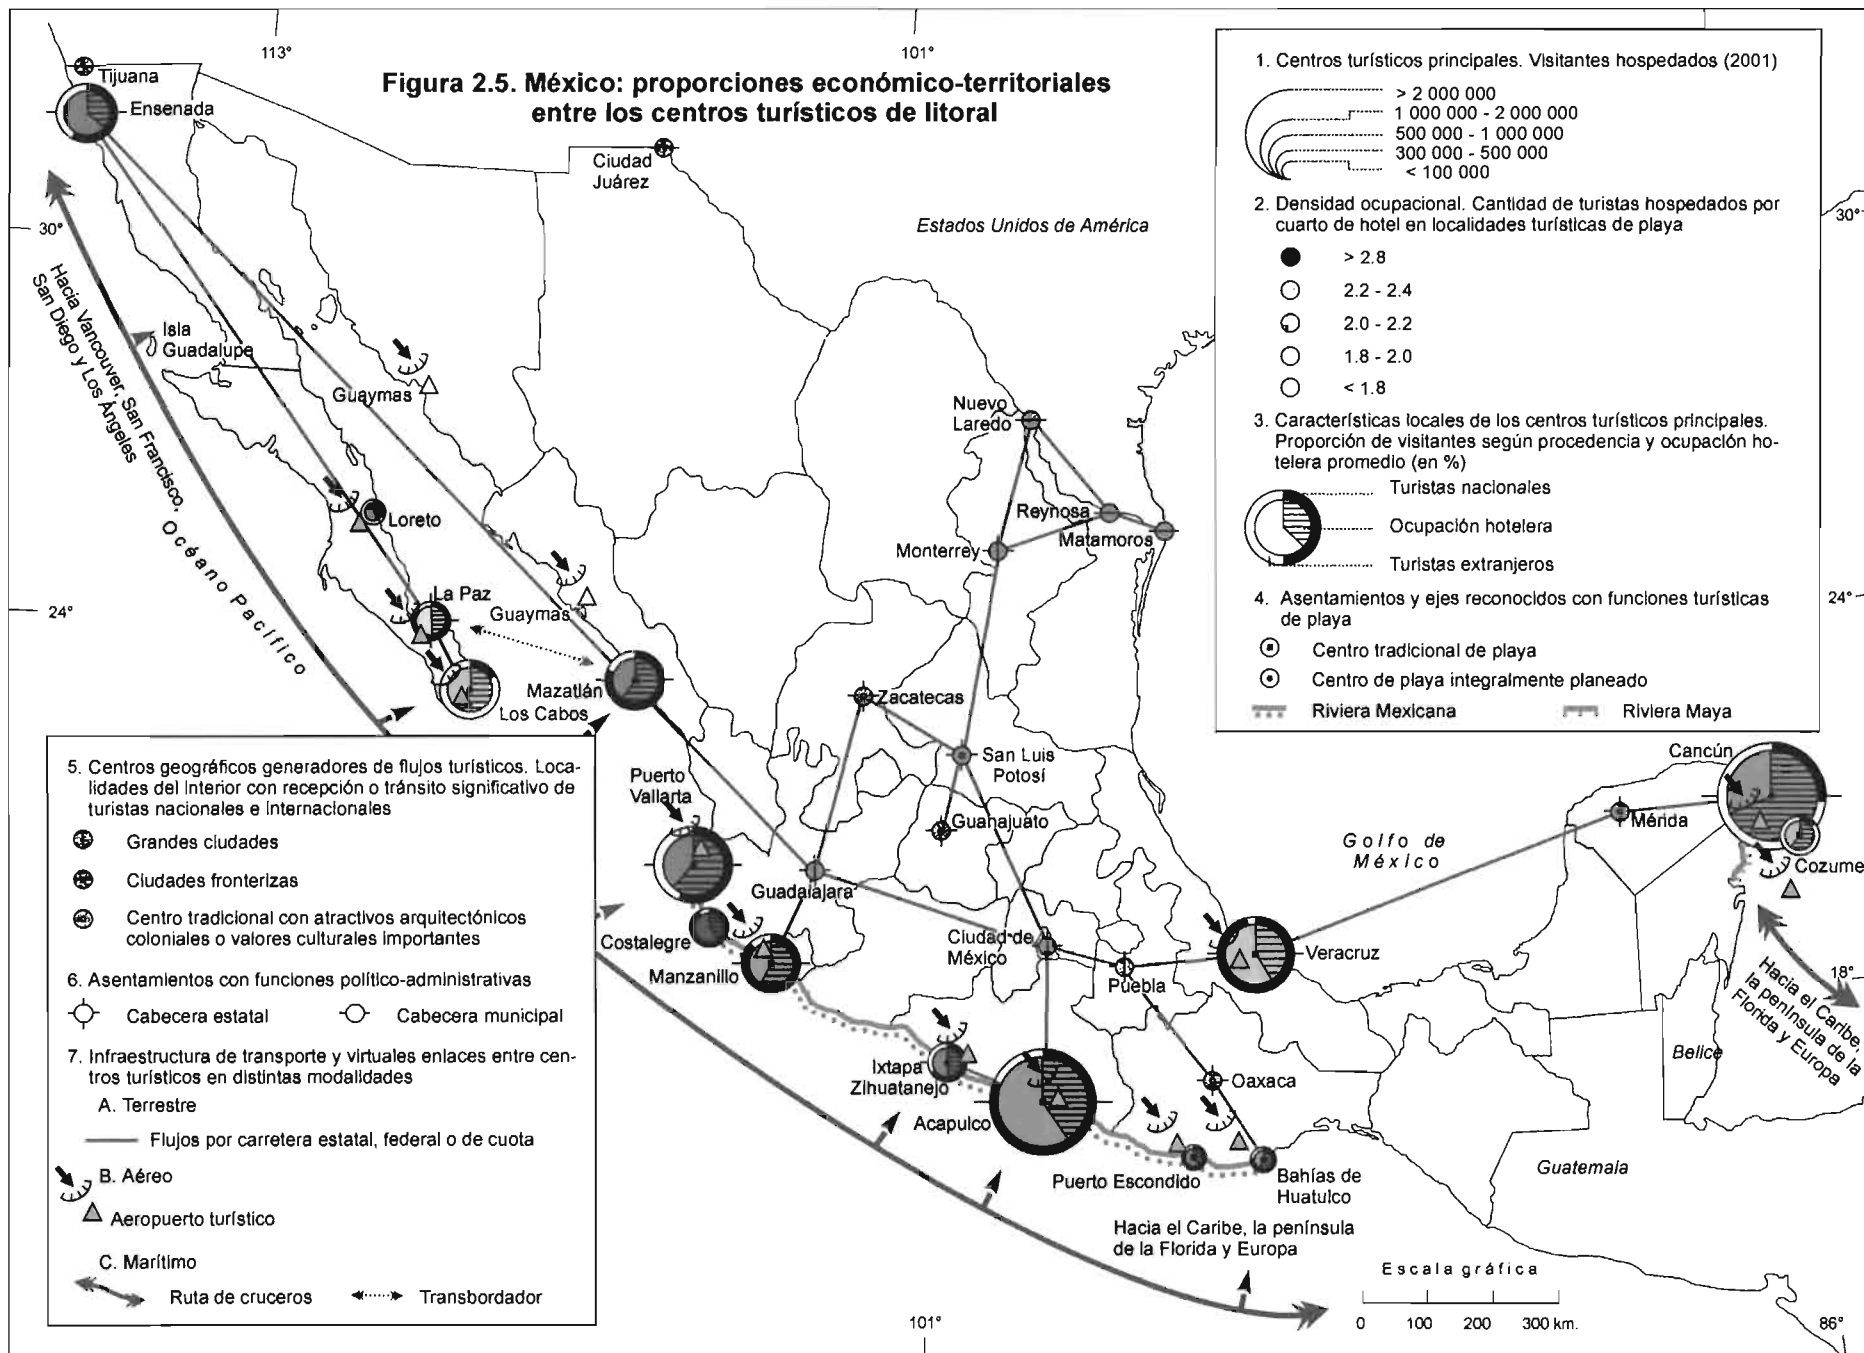 113°
101°
Figura 2.5. México: proporciones económico-territoriales
entre los centros turísticos de litoral
1. Centros turísticos principales. Visitantes hospedados (2001)
> 2 000 000
1 000 000 - 2 000 000
500 000 - 1 000 000
300 000 - 500 000
< 100 000
2. Densidad ocupacional. Cantidad de turistas hospedados por
cuarto de hotel en localidades turísticas de playa
> 2.8
2.2 - 2.4
2.0 - 2.2
1.8 - 2.0
< 1.8
3. Características locales de los centros turísticos principales.
Proporción de visitantes según procedencia y ocupación ho-
telera promedio (en %)
Turistas nacionales
Ocupación hotelera
Turistas extranjeros
4. Asentamientos y ejes reconocidos con funciones turísticas
de playa
Centro tradicional de playa
Centro de playa integralmente planeado
Riviera Mexicana
Riviera Maya
Tijuana
Ensenada
Ciudad
Juárez
Estados Unidos de América
30°
30°
Hacia Vancouver, San Francisco,
San Diego y Los Ángeles
Isla
Guadalupe
Guaymas
Nuevo
Laredo
Loreto
Reynosa
Matamoros
Monterrey
Océano Pacífico
24°
24°
La Paz
Guaymas
Mazatlán
Los Cabos
Zacatecas
San Luis
Potosí
Cancún
Puerto
Vallarta
Guanajuato
Golfo de
México
Mérida
Cozume
Guadalajara
Costalegre
Manzanillo
Ciudad de
México
Puebla
Veracruz
18°
Hacia el Caribe,
la península de la
Florida y Europa
Belice
Ixtapa
Zihuatanejo
Acapulco
Oaxaca
Puerto Escondido
Bahías de
Huatulco
Guatemala
Hacia el Caribe, la península
de la Florida y Europa
Escala gráfica
0 100 200 300 km.
101°
86°
5. Centros geográficos generadores de flujos turísticos. Loca-
lidades del Interior con recepción o tránsito significativo de
turistas nacionales e internacionales
Grandes ciudades
Ciudades fronterizas
Centro tradicional con atractivos arquitectónicos
coloniales o valores culturales importantes
6. Asentamientos con funciones político-administrativas
Cabecera estatal
Cabecera municipal
7. Infraestructura de transporte y virtuales enlaces entre cen-
tros turísticos en distintas modalidades
A. Terrestre
Flujos por carretera estatal, federal o de cuota
B. Aéreo
Aeropuerto turístico
C. Marítimo
Ruta de cruceros
Transbordador